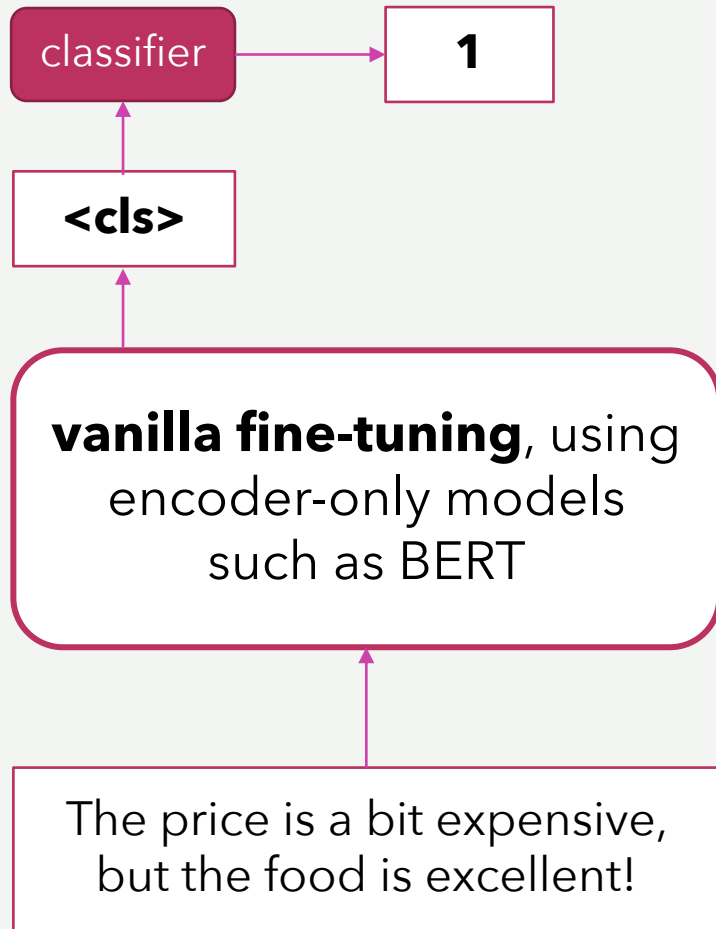 classifier
1
<cls>
vanilla fine-tuning, using
encoder-only models
such as BERT
The price is a bit expensive,
but the food is excellent!